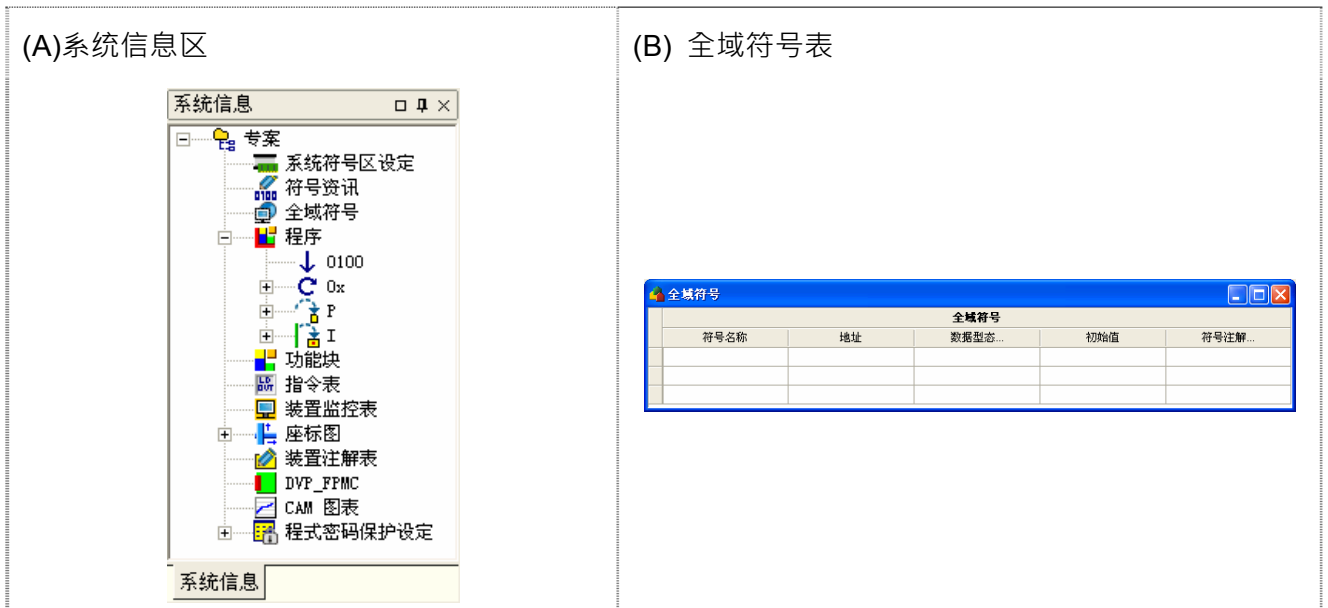 (A)系统信息区
系统信息
专案
系统符号区设定
符号资讯
全域符号
程序
O100
Ox
P
I
功能块
指令表
装置监控表
座标图
装置注解表
DVP_FPMC
CAM 图表
程式密码保护设定
系统信息
(B) 全域符号表
全域符号
全域符号
符号名称 地址 数据型态... 初始值 符号注解...